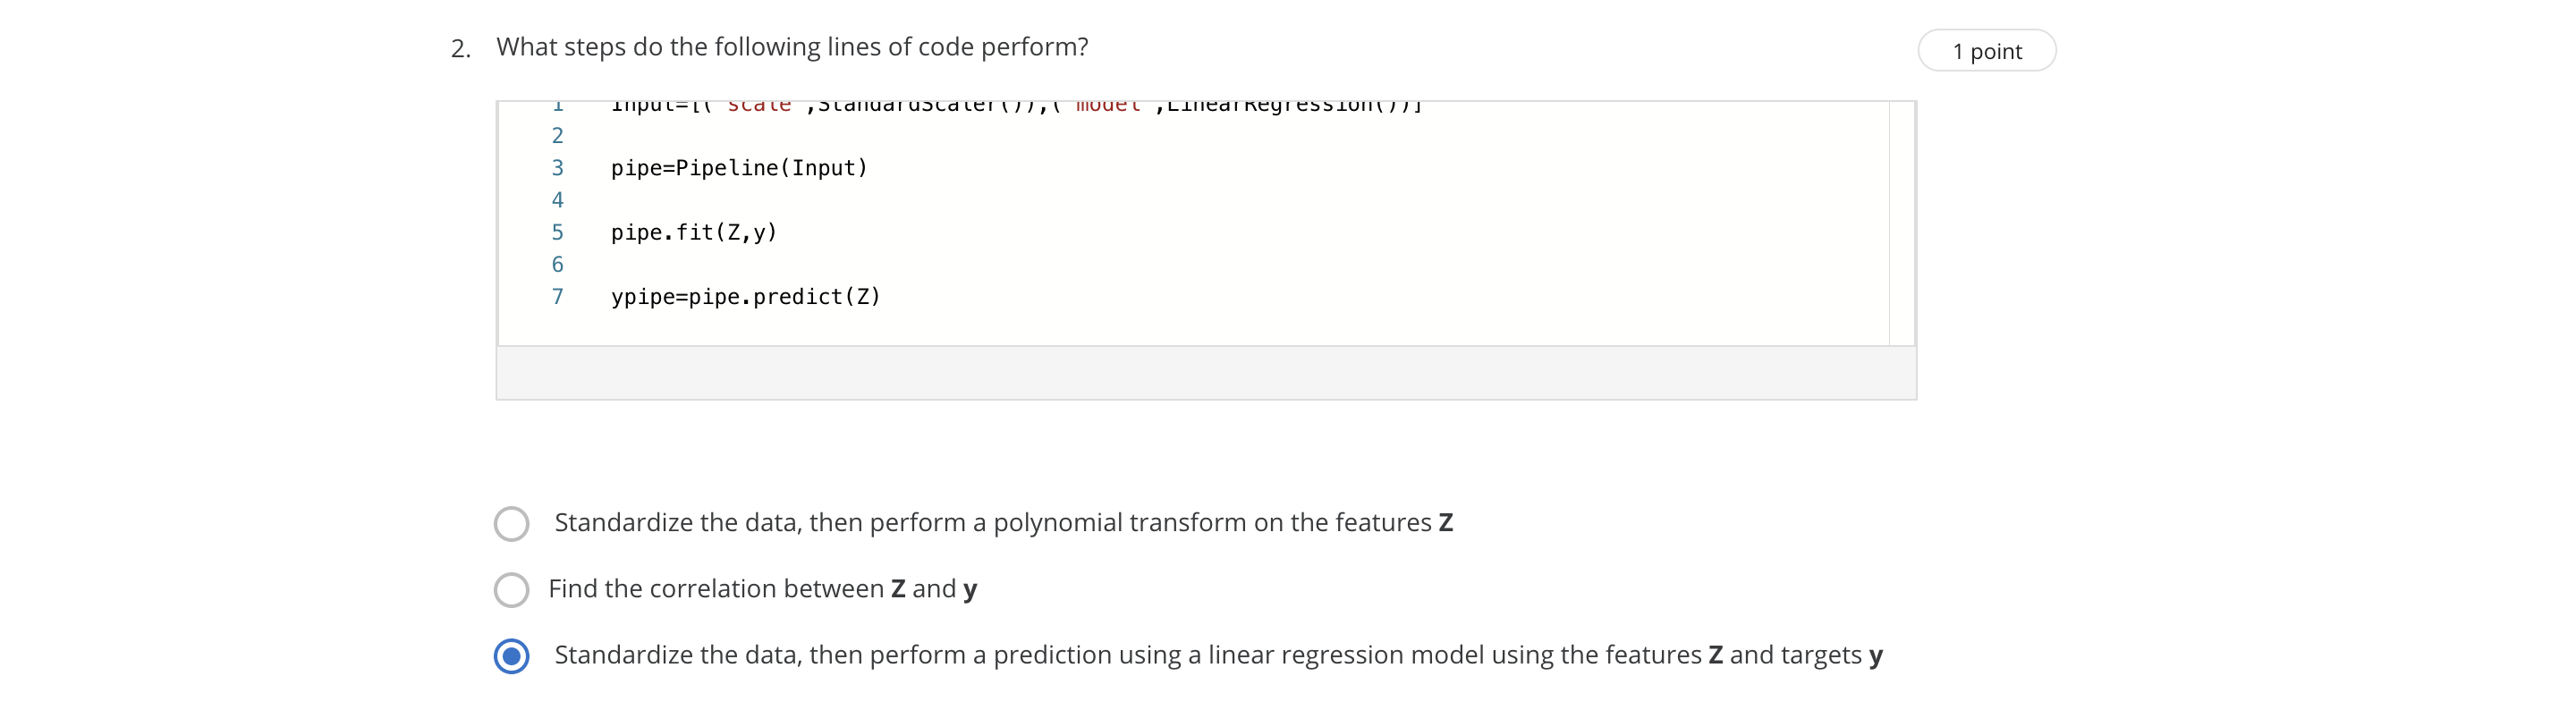 2. What steps do the following lines of code perform?
1 point
1 Input=[('scale',StandardScaler()),('model',LinearRegression())]
2
3 pipe=Pipeline(Input)
4
5 pipe.fit(Z,y)
6
7 ypipe=pipe.predict(Z)
Standardize the data, then perform a polynomial transform on the features Z
Find the correlation between Z and y
Standardize the data, then perform a prediction using a linear regression model using the features Z and targets y